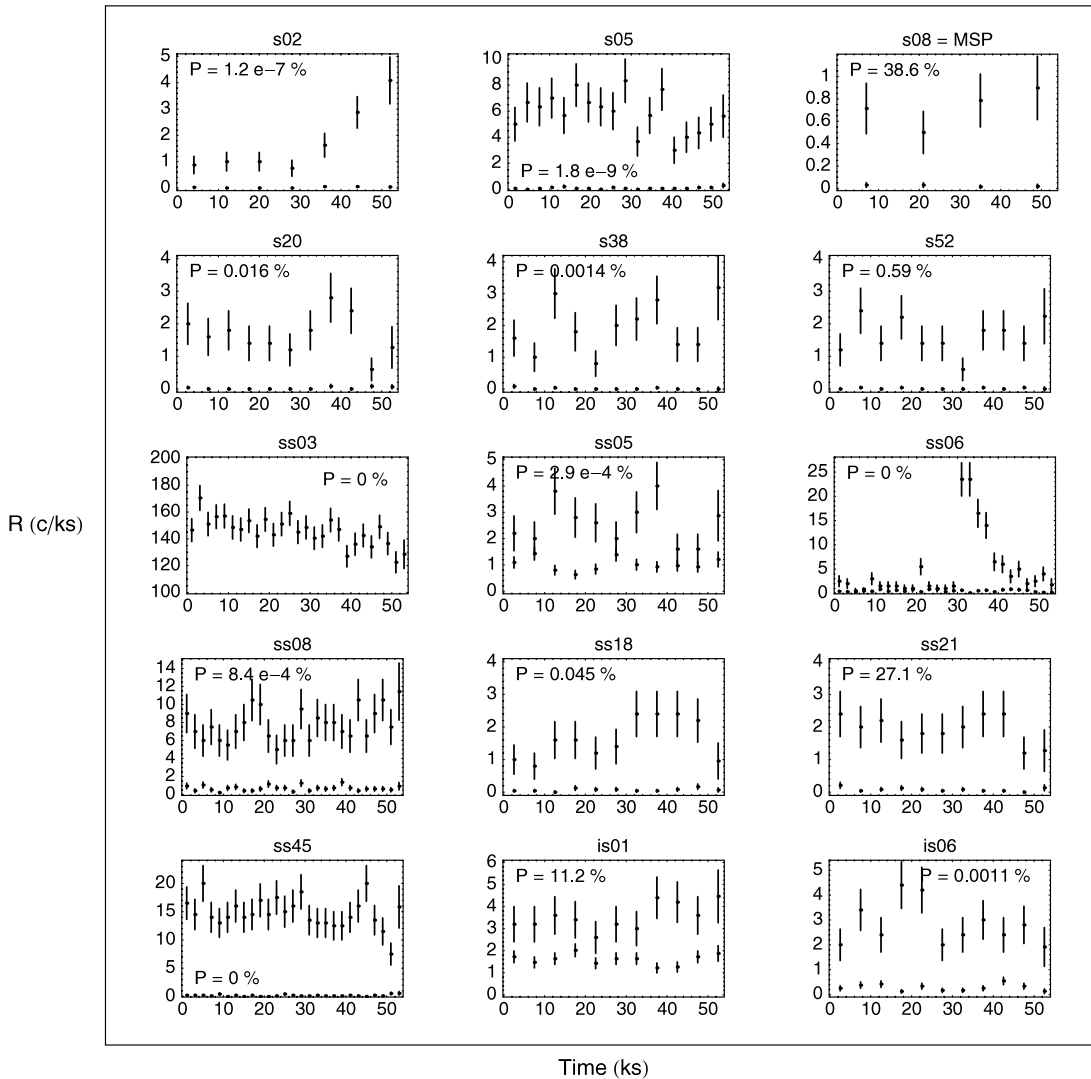 s02
s05
s08 = MSP
5
4
3
2
1
0
P = 1.2 e−7 %
0 10 20 30 40 50
10
8
6
4
2
0
P = 1.8 e−9 %
0 10 20 30 40 50
1
0.8
0.6
0.4
0.2
0
P = 38.6 %
0 10 20 30 40 50
s20
s38
s52
4
3
2
1
0
P = 0.016 %
0 10 20 30 40 50
4
3
2
1
0
P = 0.0014 %
0 10 20 30 40 50
4
3
2
1
0
P = 0.59 %
0 10 20 30 40 50
R (c/ks)
ss03
ss05
ss06
200
180
160
140
120
100
P = 0 %
0 10 20 30 40 50
5
4
3
2
1
0
P = 2.9 e−4 %
0 10 20 30 40 50
25
20
15
10
5
0
P = 0 %
0 10 20 30 40 50
ss08
ss18
ss21
14
12
10
8
6
4
2
0
P = 8.4 e−4 %
0 10 20 30 40 50
4
3
2
1
0
P = 0.045 %
0 10 20 30 40 50
4
3
2
1
0
P = 27.1 %
0 10 20 30 40 50
ss45
is01
is06
20
15
10
5
0
P = 0 %
0 10 20 30 40 50
6
5
4
3
2
1
0
P = 11.2 %
0 10 20 30 40 50
5
4
3
2
1
0
P = 0.0011 %
0 10 20 30 40 50
Time (ks)